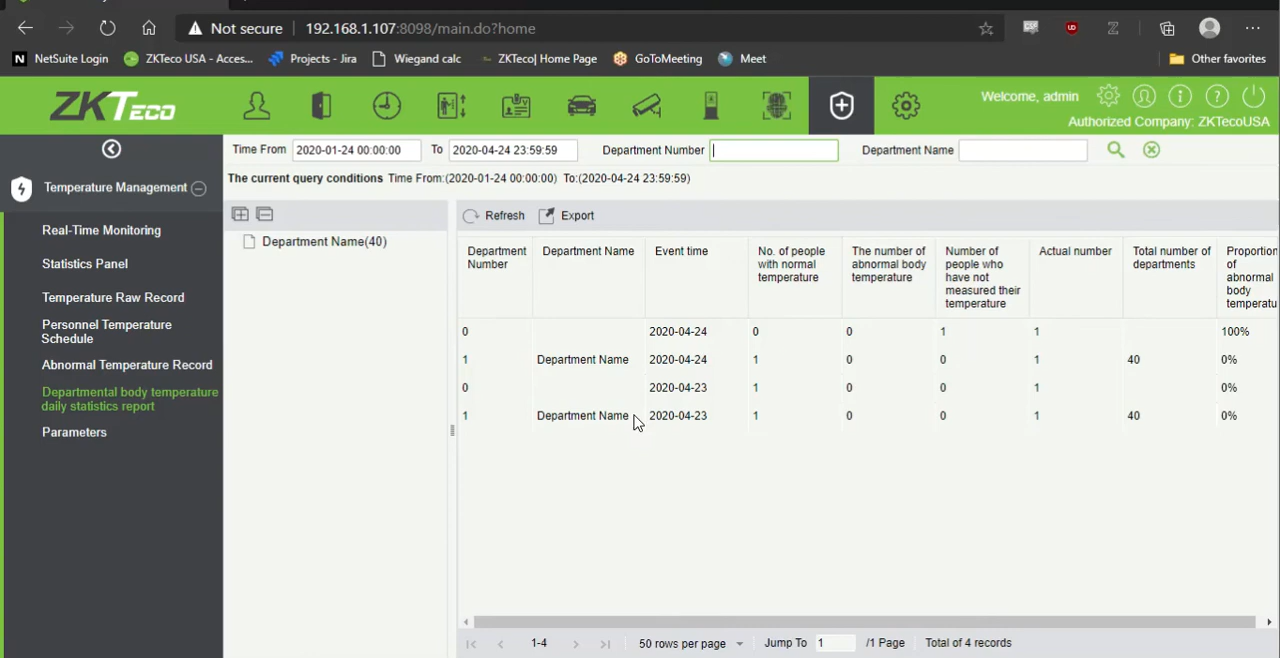 Not secure 192.168.1.107:8098/main.do?home
NetSuite Login ZKTeco USA - Acces... Projects - Jira Wiegand calc ZKTeco| Home Page GoToMeeting Meet Other favorites
ZKTECO
Welcome, admin
Authorized Company: ZKTecoUSA
Time From 2020-01-24 00:00:00 To 2020-04-24 23:59:59 Department Number Department Name
The current query conditions Time From:(2020-01-24 00:00:00) To:(2020-04-24 23:59:59)
Temperature Management
Real-Time Monitoring
Statistics Panel
Temperature Raw Record
Personnel Temperature
Schedule
Abnormal Temperature Record
Departmental body temperature
daily statistics report
Parameters
Department Name(40)
Refresh Export
Department
Number
Department Name
Event time
No. of people
with normal
temperature
The number of
abnormal body
temperature
Number of
people who
have not
measured their
temperature
Actual number
Total number of
departments
Proportion
of
abnormal
body
temperatu
0 2020-04-24 0 0 1 1 100%
1 Department Name 2020-04-24 1 0 0 1 40 0%
0 2020-04-23 1 0 0 1 0%
1 Department Name 2020-04-23 1 0 0 1 40 0%
1-4 50 rows per page Jump To 1 /1 Page Total of 4 records